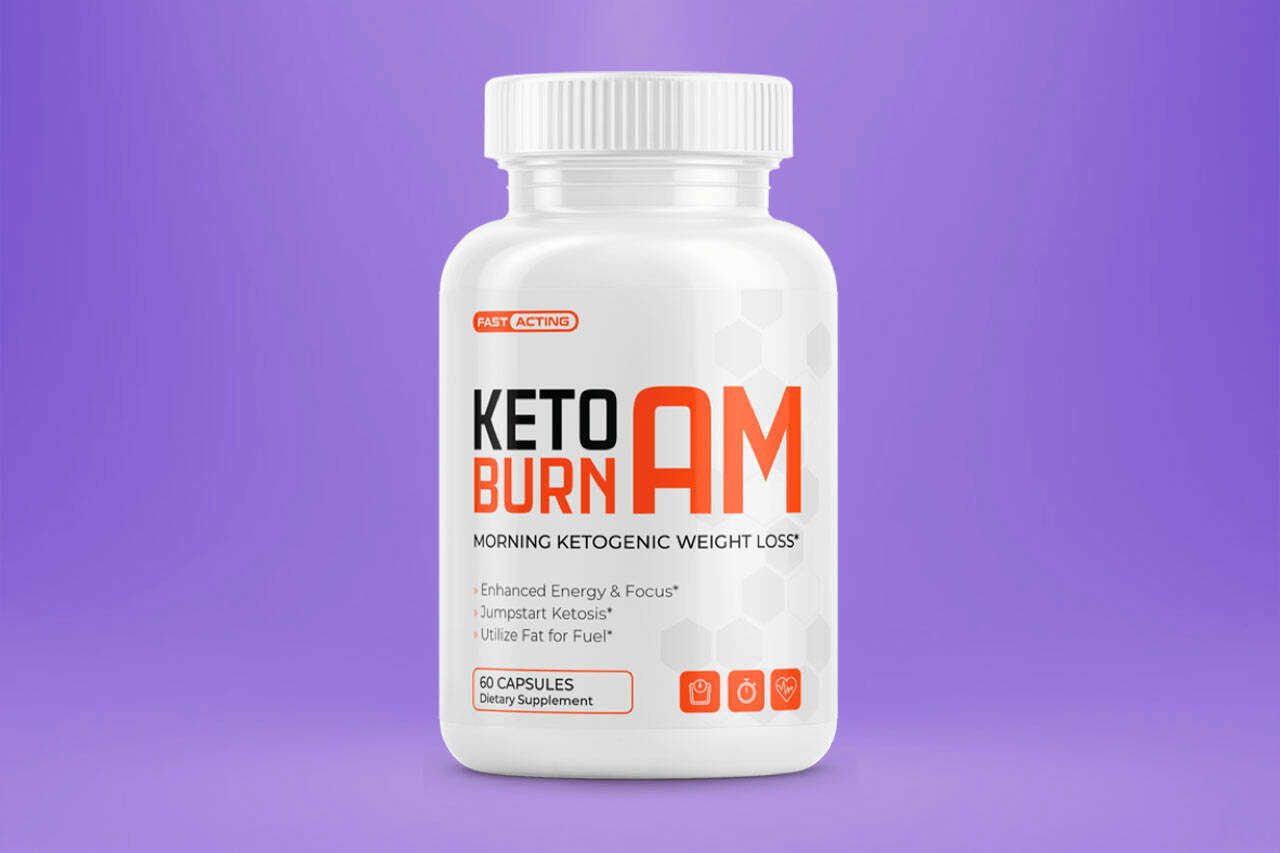 FAST ACTING
KETO
BURN
AM
MORNING KETOGENIC WEIGHT LOSS*
» Enhanced Energy & Focus*
» Jumpstart Ketosis*
» Utilize Fat for Fuel*
60 CAPSULES
Dietary Supplement